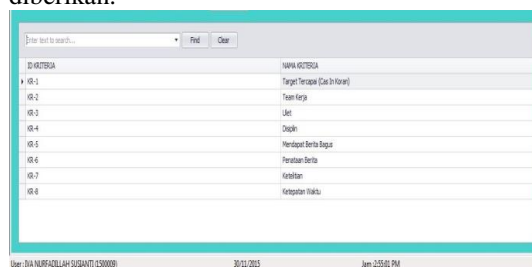 diberikan.
Enter text to search... Find Clear
ID KRITERIA NAMA KRITERIA
KR-1 Target Tercapai (Cas In Koran)
KR-2 Team Kerja
KR-3 Ulet
KR-4 Displin
KR-5 Mendapat Berita Bagus
KR-6 Penataan Berita
KR-7 Ketelitian
KR-8 Ketepatan Waktu
User : IVA NURFADILLAH SUSIANTI (1500009) 30/11/2015 Jam :2:55:01 PM